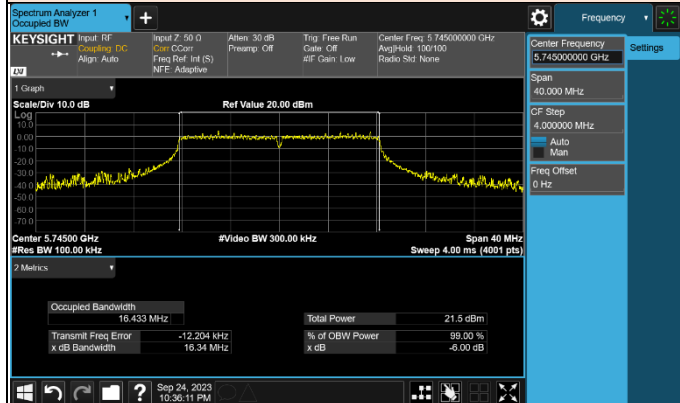 Spectrum Analyzer 1
Occupied BW
+
Frequency
KEYSIGHT
Input: RF
Coupling: DC
Align: Auto
Input Z: 50 Ω
Corr CCorr
Freq Ref: Int (S)
NFE: Adaptive
Atten: 30 dB
Preamp: Off
Trig: Free Run
Gate: Off
#IF Gain: Low
Center Freq: 5.745000000 GHz
Avg|Hold: 100/100
Radio Std: None
LXI
Center Frequency
5.745000000 GHz
Settings
Span
40.000 MHz
CF Step
4.000000 MHz
Auto
Man
Freq Offset
0 Hz
1 Graph
Scale/Div 10.0 dB
Ref Value 20.00 dBm
Log
10.0
0.00
-10.0
-20.0
-30.0
-40.0
-50.0
-60.0
-70.0
Center 5.74500 GHz
#Video BW 300.00 kHz
Span 40 MHz
#Res BW 100.00 kHz
Sweep 4.00 ms (4001 pts)
2 Metrics
Occupied Bandwidth
16.433 MHz
Total Power 21.5 dBm
Transmit Freq Error -12.204 kHz
% of OBW Power 99.00 %
x dB Bandwidth 16.34 MHz
x dB -6.00 dB
?
Sep 24, 2023
10:36:11 PM